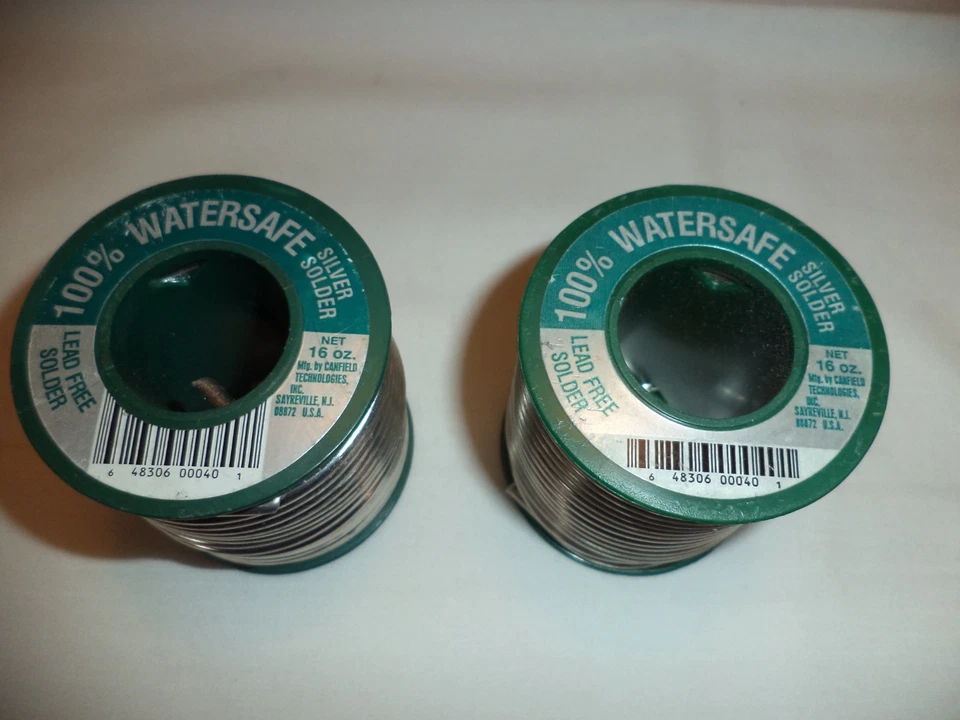 100% WATERSAFE
SILVER
SOLDER
LEAD FREE
SOLDER
NET
16 oz.
Mfg. by CANFIELD
TECHNOLOGIES,
INC.
SAYREVILLE, N.J.
08872 U.S.A.
6 48306 00040 1
100% WATERSAFE
SILVER
SOLDER
LEAD FREE
SOLDER
NET
16 oz.
Mfg. by CANFIELD
TECHNOLOGIES,
INC.
SAYREVILLE, N.J.
08872 U.S.A.
6 48306 00040 1